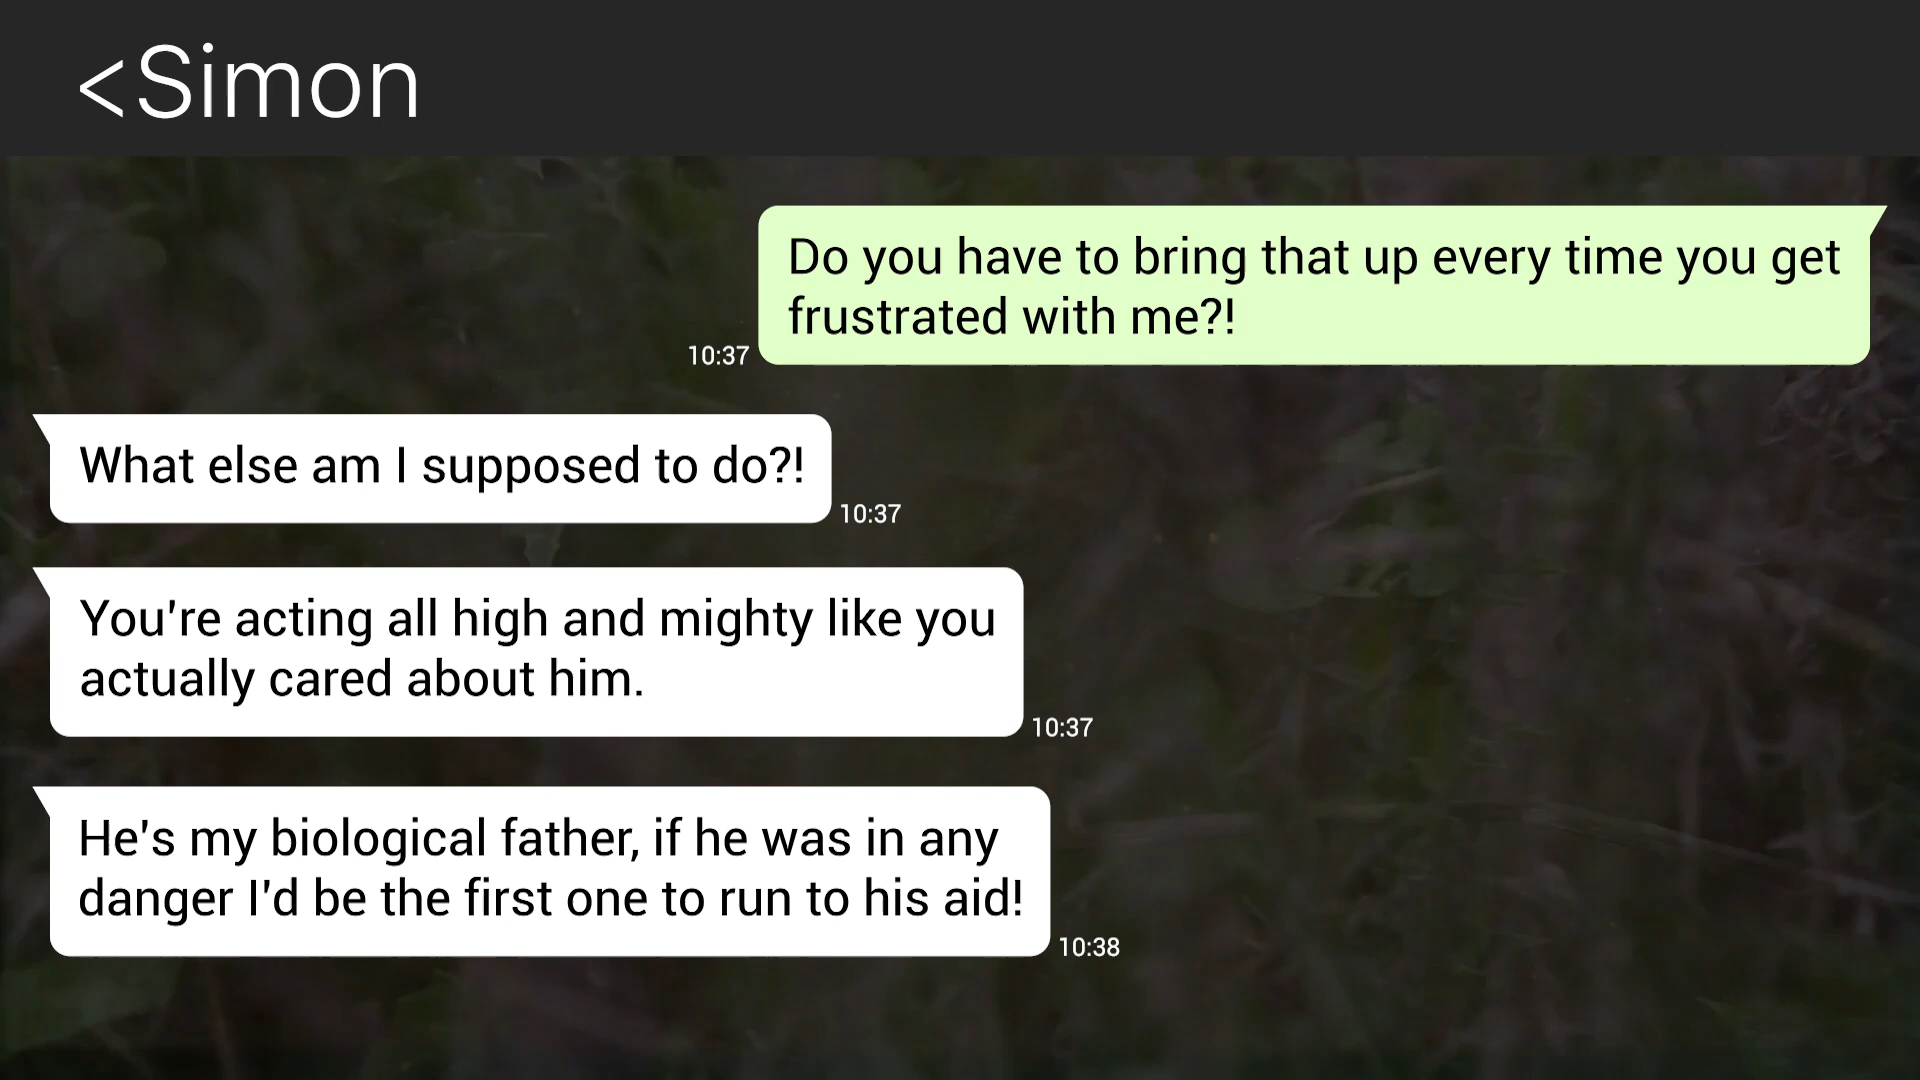 <Simon
Do you have to bring that up every time you get
frustrated with me?!
10:37
What else am I supposed to do?!
10:37
You're acting all high and mighty like you
actually cared about him.
10:37
He's my biological father, if he was in any
danger I'd be the first one to run to his aid!
10:38